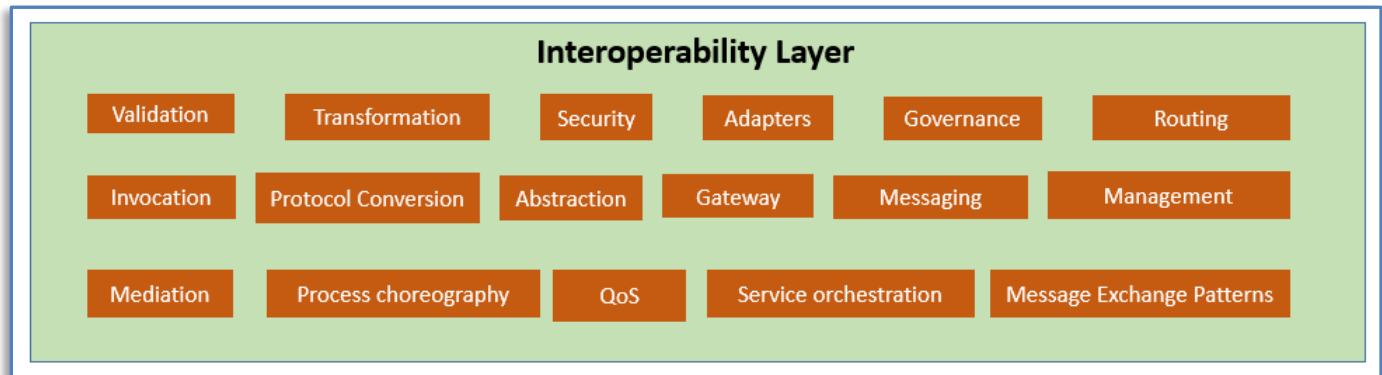 Interoperability Layer
Validation Transformation Security Adapters Governance Routing
Invocation Protocol Conversion Abstraction Gateway Messaging Management
Mediation Process choreography QoS Service orchestration Message Exchange Patterns